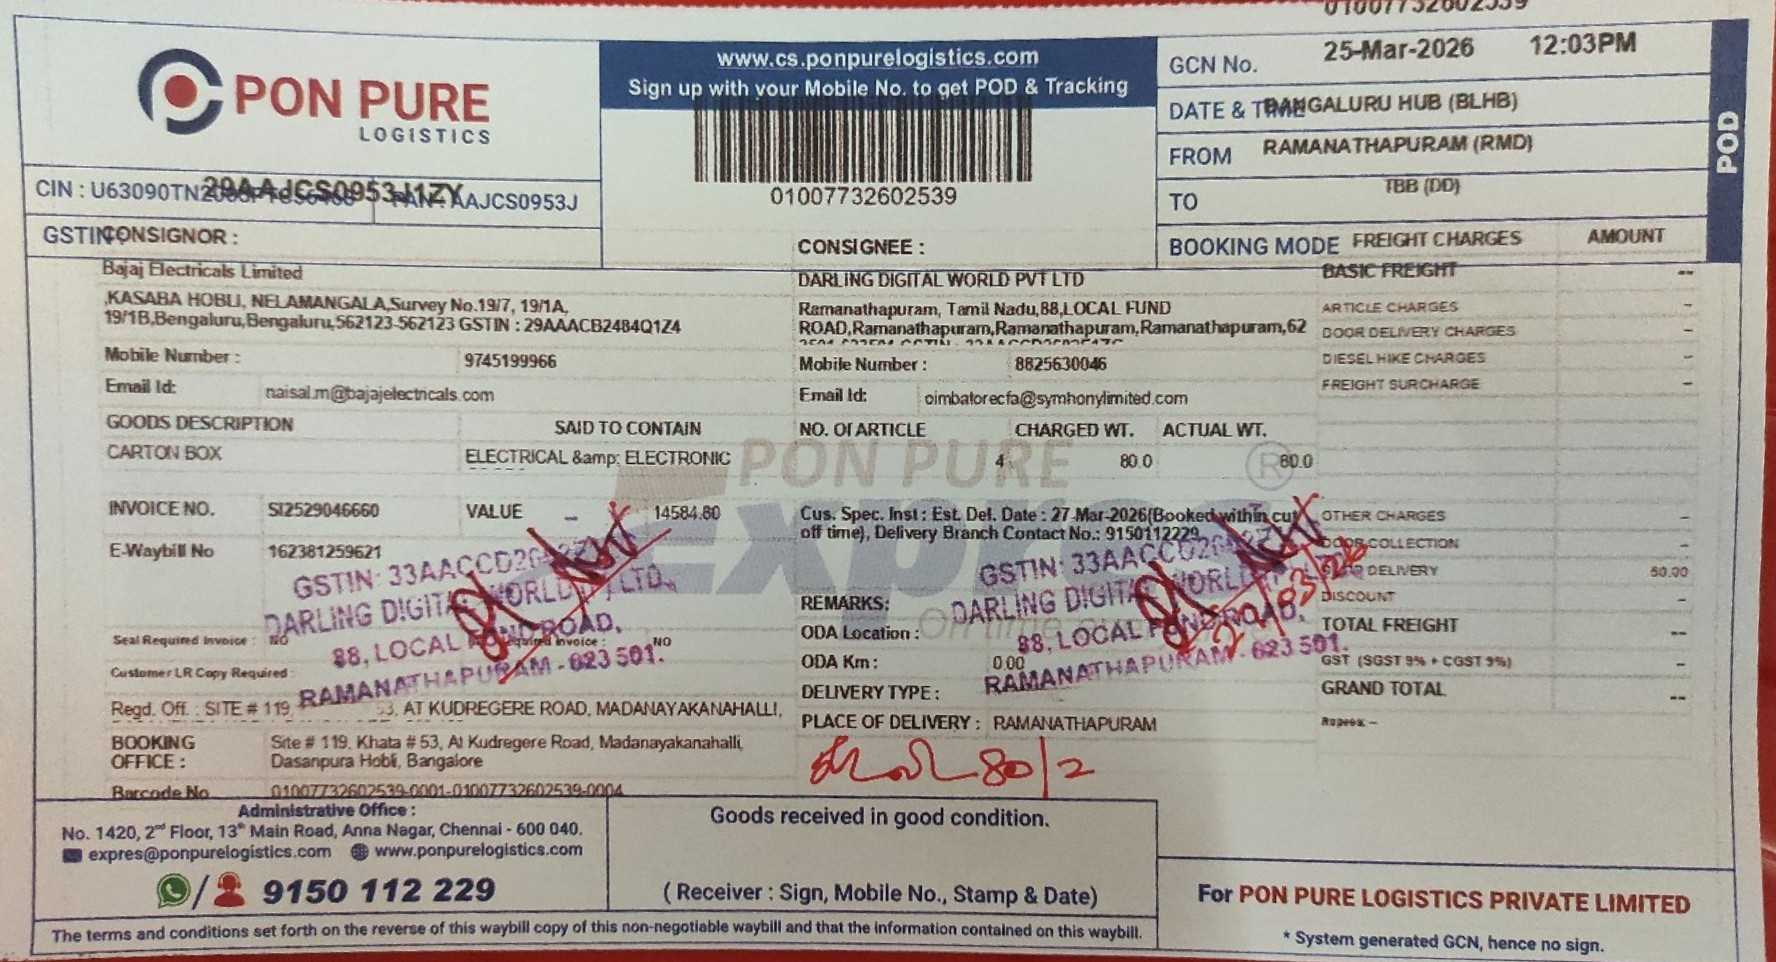 01007732602539
PON PURE
LOGISTICS
www.cs.ponpurelogistics.com
Sign up with your Mobile No. to get POD & Tracking
01007732602539
GCN No. 25-Mar-2026 12:03PM
DATE & TIME BANGALURU HUB (BLHB)
FROM RAMANATHAPURAM (RMD)
TO TBB (DD)
BOOKING MODE FREIGHT CHARGES AMOUNT
POD
CIN : U63090TN 29AAJCS0953J1ZY PAN : AAJCS0953J
GSTIN CONSIGNOR :
Bajaj Electricals Limited
,KASABA HOBLI, NELAMANGALA,Survey No.19/7, 19/1A,
19/1B,Bengaluru,Bengaluru,562123-562123 GSTIN : 29AAACB2484Q1Z4
Mobile Number : 9745199966
Email Id: naisal.m@bajajelectricals.com
CONSIGNEE :
DARLING DIGITAL WORLD PVT LTD
Ramanathapuram, Tamil Nadu,88,LOCAL FUND
ROAD,Ramanathapuram,Ramanathapuram,Ramanathapuram,62
Mobile Number : 8825630046
Email Id: oimbatorecfa@symhonylimited.com
BASIC FREIGHT --
ARTICLE CHARGES -
DOOR DELIVERY CHARGES -
DIESEL HIKE CHARGES -
FREIGHT SURCHARGE -
GOODS DESCRIPTION SAID TO CONTAIN NO. Of ARTICLE CHARGED WT. ACTUAL WT.
CARTON BOX ELECTRICAL &amp; ELECTRONIC 4 80.0 80.0
PON PURE
Express
INVOICE NO. SI2529046660 VALUE 14584.80
E-Waybill No 162381259621
Cus. Spec. Inst : Est. Del. Date : 27-Mar-2026(Booked within cut
off time), Delivery Branch Contact No.: 9150112229
OTHER CHARGES -
DOOR COLLECTION -
DELIVERY 50.00
DISCOUNT -
TOTAL FREIGHT --
GST (SGST 9% + CGST 9%) -
GRAND TOTAL --
Rupees: --
GSTIN: 33AACCD
DARLING DIGITAL WORLD LTD.
88, LOCAL FUND ROAD,
RAMANATHAPURAM - 623 501.
GSTIN: 33AACCD
DARLING DIGITAL WORLD
88, LOCAL FUND ROAD,
RAMANATHAPURAM - 623 501.
Seal Required Invoice : NO
Required Invoice : NO
Customer LR Copy Required :
Regd. Off. : SITE # 119, 53, AT KUDREGERE ROAD, MADANAYAKANAHALLI,
REMARKS:
ODA Location :
ODA Km : 0.00
DELIVERY TYPE :
PLACE OF DELIVERY : RAMANATHAPURAM
BOOKING OFFICE : Site # 119, Khata # 53, At Kudregere Road, Madanayakanahalli,
Dasanpura Hobli, Bangalore
Barcode No 01007732602539-0001-01007732602539-0004
80/2
Administrative Office :
No. 1420, 2nd Floor, 13th Main Road, Anna Nagar, Chennai - 600 040.
expres@ponpurelogistics.com www.ponpurelogistics.com
9150 112 229
Goods received in good condition.
( Receiver : Sign, Mobile No., Stamp & Date)
For PON PURE LOGISTICS PRIVATE LIMITED
* System generated GCN, hence no sign.
The terms and conditions set forth on the reverse of this waybill copy of this non-negotiable waybill and that the information contained on this waybill.